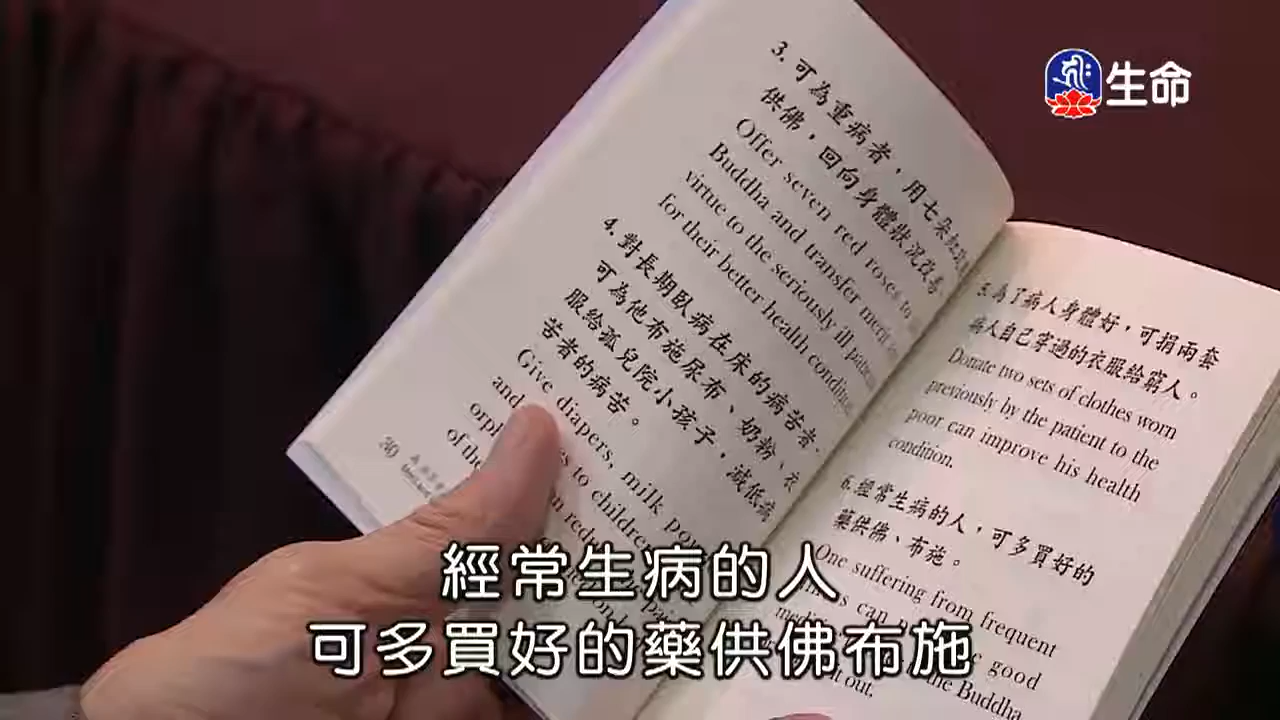 生命
3. 可為重病者，用七朵
供佛，回向身體狀況改善
Offer seven red roses to
Buddha and transfer merit
virtue to the seriously ill patient
for their better health condition
4. 對長期臥病在床的病苦者，
可為他布施尿布、奶粉、衣
服給孤兒院小孩子，減低病
苦者的病苦。
Give diapers, milk
and
to children
of the
30
5. 為了病人身體好，可捐兩套
病人自己穿過的衣服給窮人。
Donate two sets of clothes worn
previously by the patient to the
poor can improve his health
condition.
6. 經常生病的人，可多買好的
藥供佛、布施。
One suffering from frequent
can good
the Buddha
out.
經常生病的人
可多買好的藥供佛布施